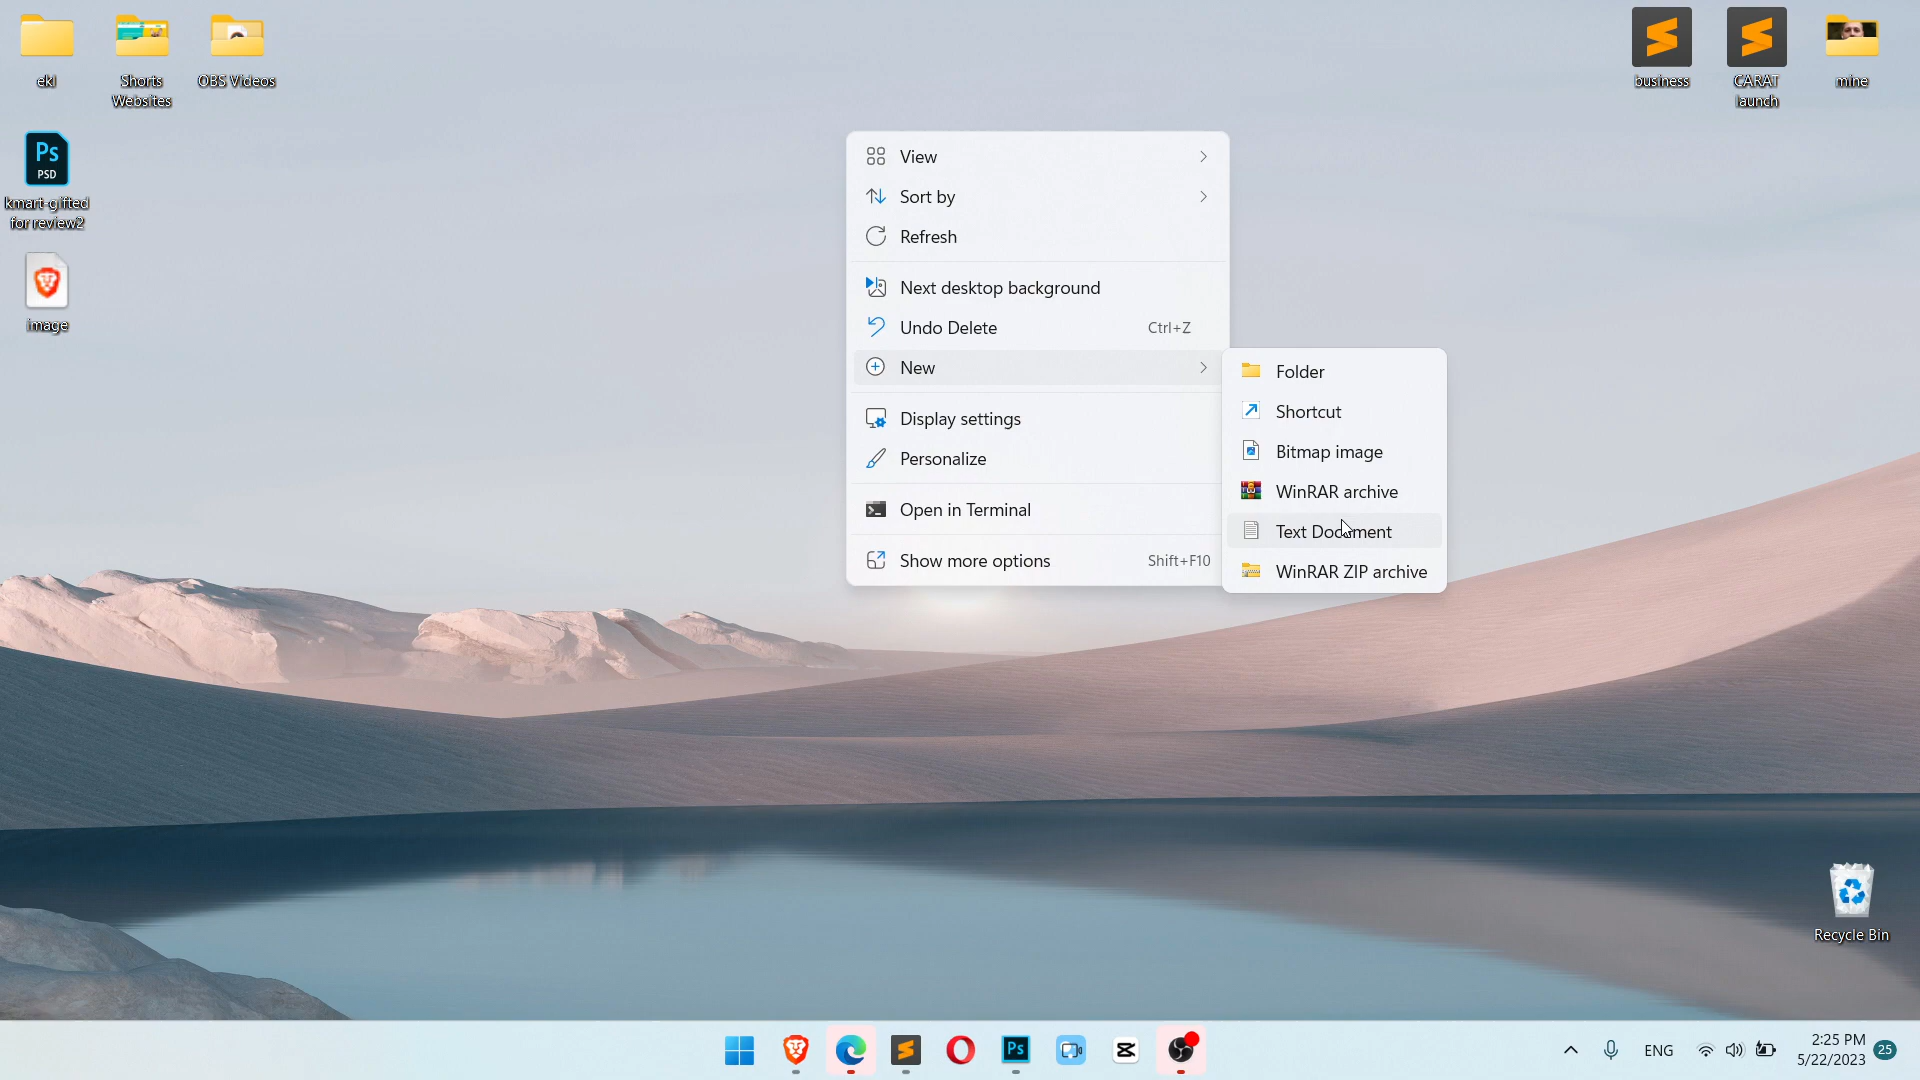 ekl
Shorts
Websites
OBS Videos
business
CARAT
launch
mine
Ps
PSD
kmart-gifted
for review2
image
View
Sort by
Refresh
Next desktop background
Undo Delete Ctrl+Z
New
Display settings
Personalize
Open in Terminal
Show more options Shift+F10
Folder
Shortcut
Bitmap image
WinRAR archive
Text Document
WinRAR ZIP archive
Recycle Bin
Ps
ENG
2:25 PM
5/22/2023
25